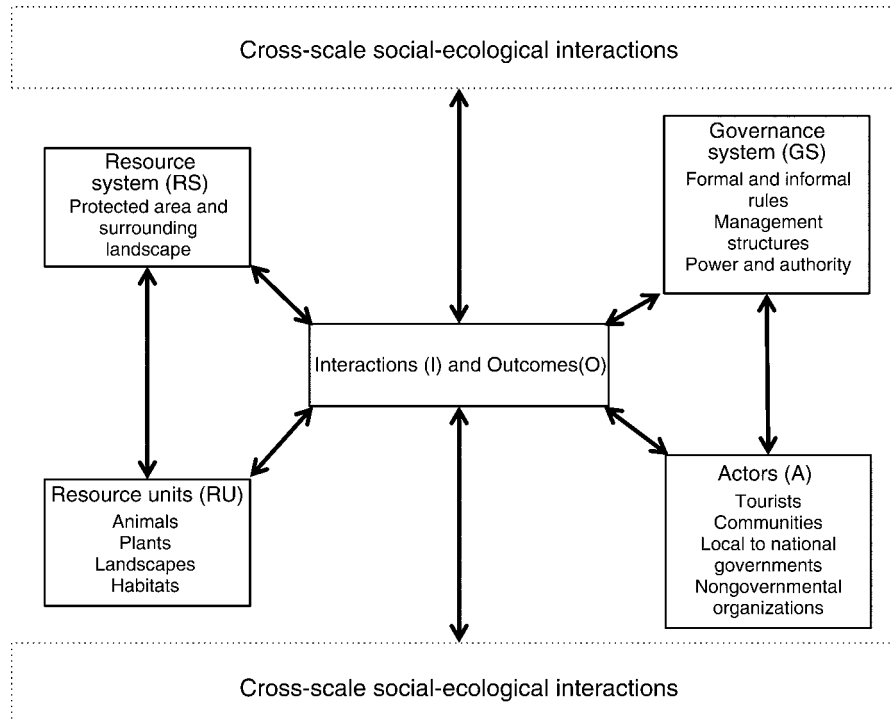 Cross-scale social-ecological interactions
Resource
system (RS)
Protected area and
surrounding
landscape
Governance
system (GS)
Formal and informal
rules
Management
structures
Power and authority
Interactions (I) and Outcomes(O)
Resource units (RU)
Animals
Plants
Landscapes
Habitats
Actors (A)
Tourists
Communities
Local to national
governments
Nongovernmental
organizations
Cross-scale social-ecological interactions